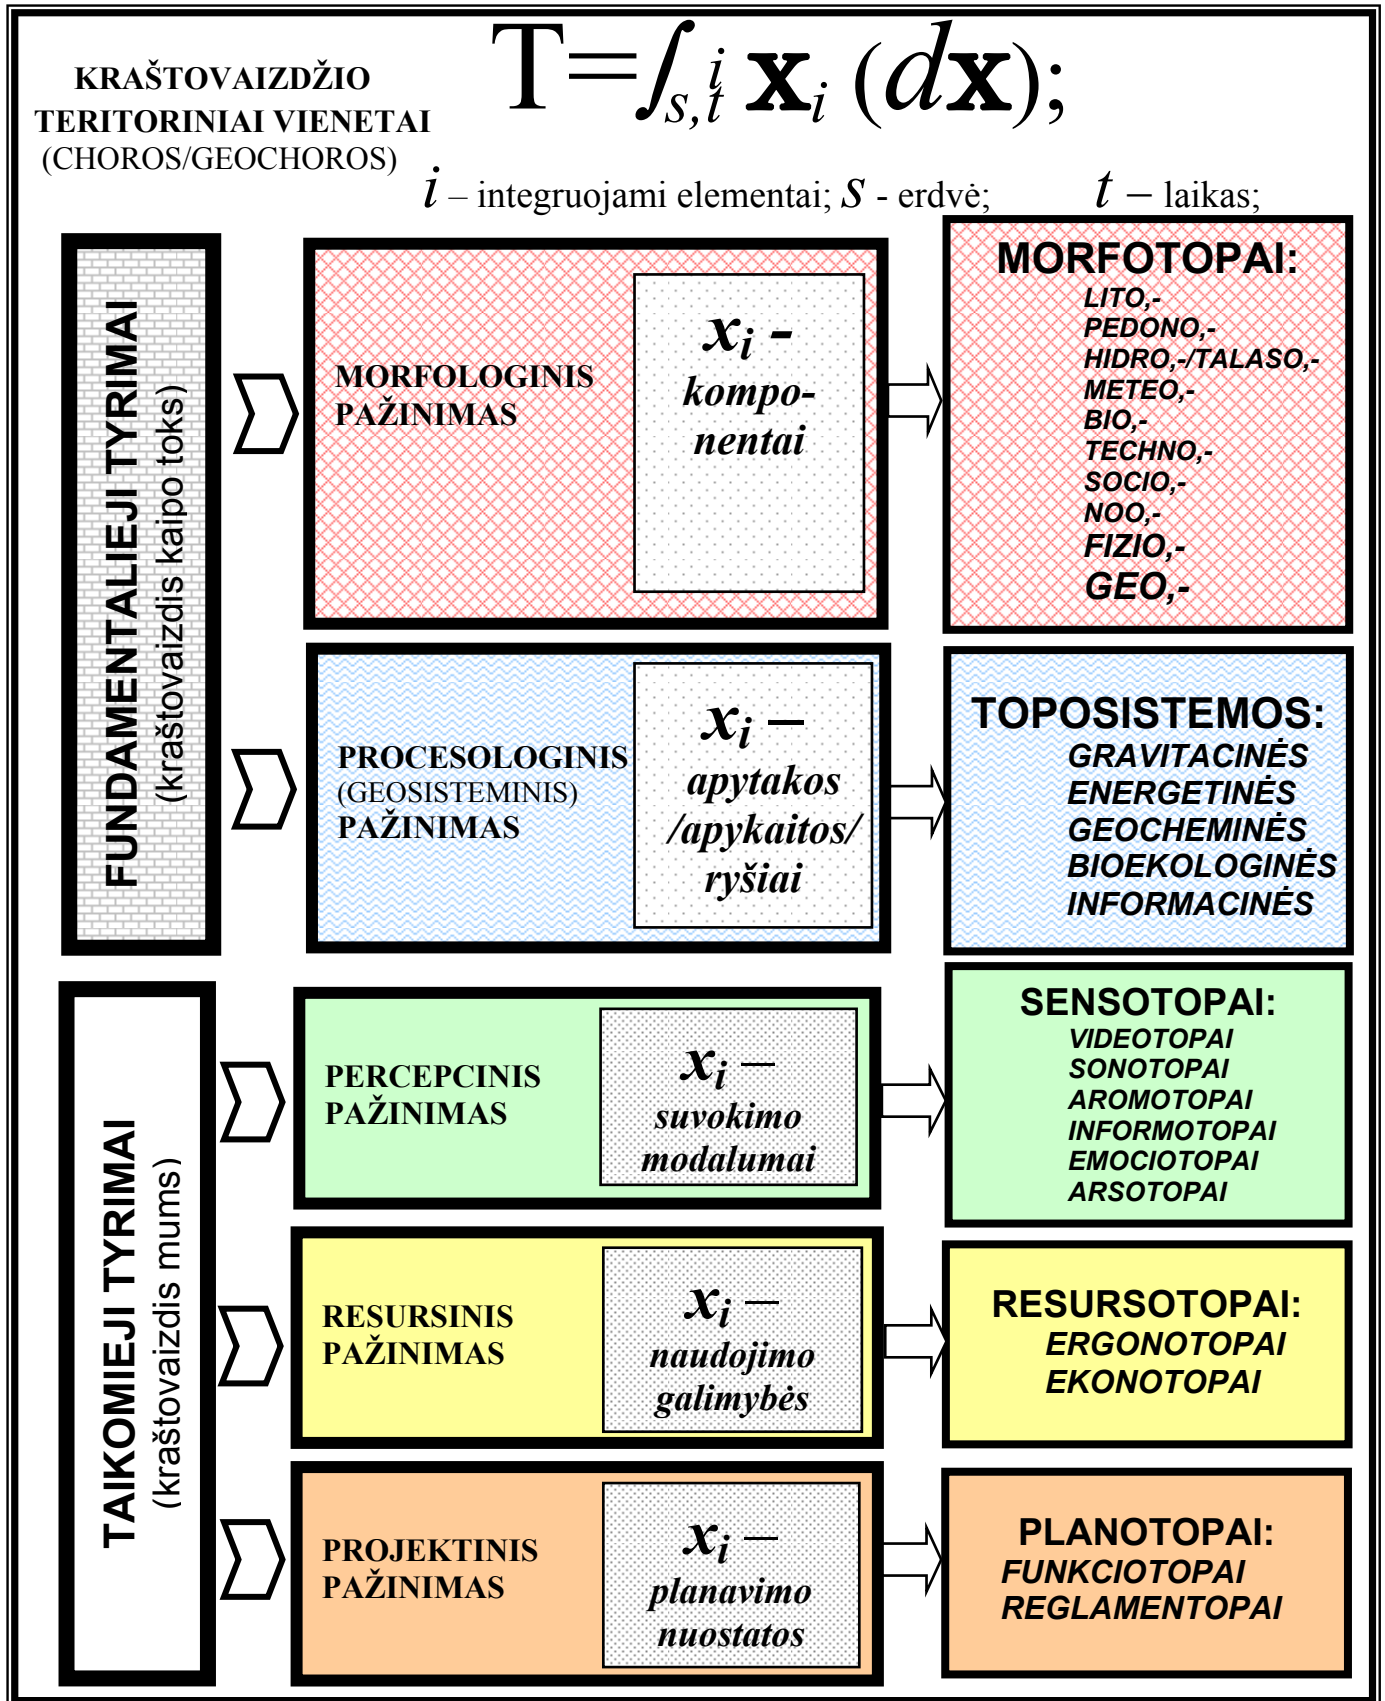 KRAŠTOVAIZDŽIO
TERITORINIAI VIENETAI
(CHOROS/GEOCHOROS)
T=∫ s,t i x i (dx);
i – integruojami elementai; s - erdvė; t – laikas;
FUNDAMENTALIEJI TYRIMAI
(kraštovaizdis kaipo toks)
MORFOLOGINIS
PAŽINIMAS
xi -
kompo-
nentai
MORFOTOPAI:
LITO,-
PEDONO,-
HIDRO,-/TALASO,-
METEO,-
BIO,-
TECHNO,-
SOCIO,-
NOO,-
FIZIO,-
GEO,-
PROCESOLOGINIS
(GEOSISTEMINIS)
PAŽINIMAS
xi –
apytakos
/apykaitos/
ryšiai
TOPOSISTEMOS:
GRAVITACINĖS
ENERGETINĖS
GEOCHEMINĖS
BIOEKOLOGINĖS
INFORMACINĖS
TAIKOMIEJI TYRIMAI
(kraštovaizdis mums)
PERCEPCINIS
PAŽINIMAS
xi –
suvokimo
modalumai
SENSOTOPAI:
VIDEOTOPAI
SONOTOPAI
AROMOTOPAI
INFORMOTOPAI
EMOCIOTOPAI
ARSOTOPAI
RESURSINIS
PAŽINIMAS
xi –
naudojimo
galimybės
RESURSOTOPAI:
ERGONOTOPAI
EKONOTOPAI
PROJEKTINIS
PAŽINIMAS
xi –
planavimo
nuostatos
PLANOTOPAI:
FUNKCIOTOPAI
REGLAMENTOPAI